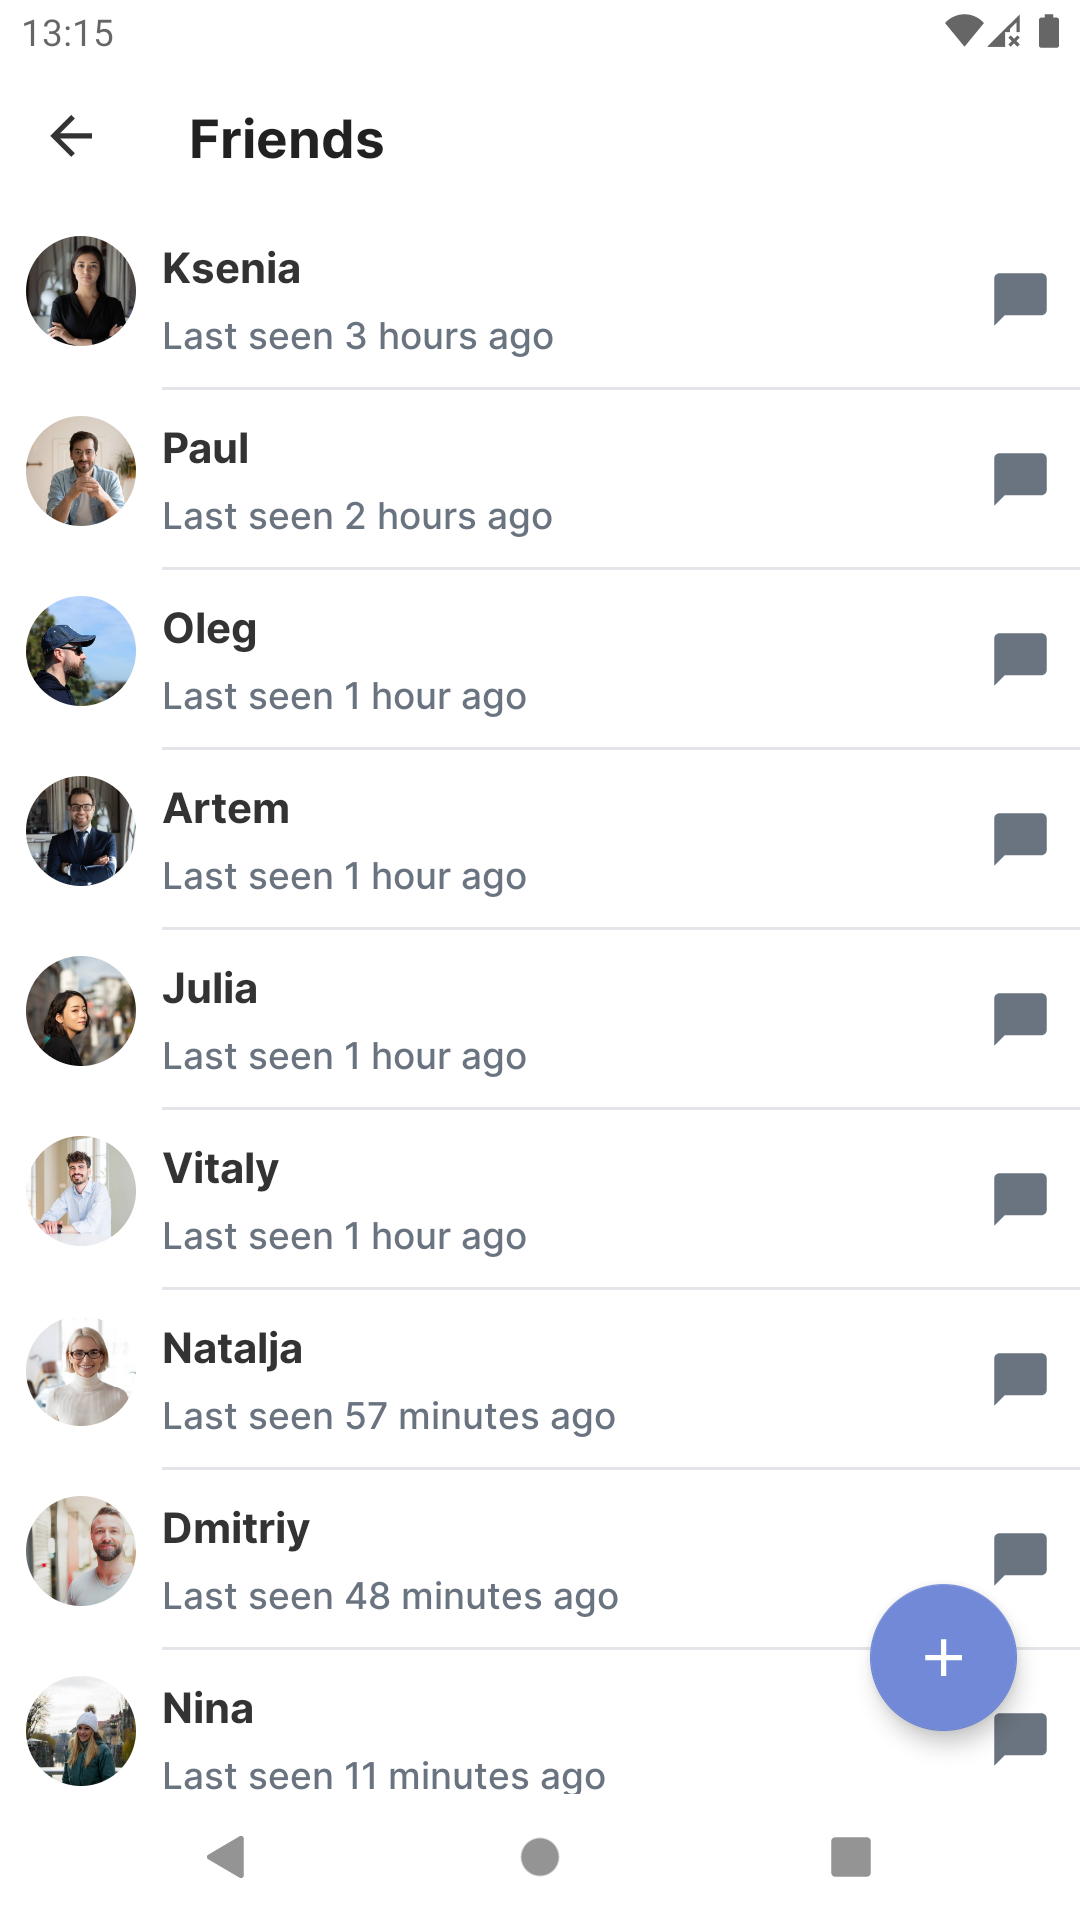 13:15
Friends
Ksenia
Last seen 3 hours ago
Paul
Last seen 2 hours ago
Oleg
Last seen 1 hour ago
Artem
Last seen 1 hour ago
Julia
Last seen 1 hour ago
Vitaly
Last seen 1 hour ago
Natalja
Last seen 57 minutes ago
Dmitriy
Last seen 48 minutes ago
Nina
Last seen 11 minutes ago